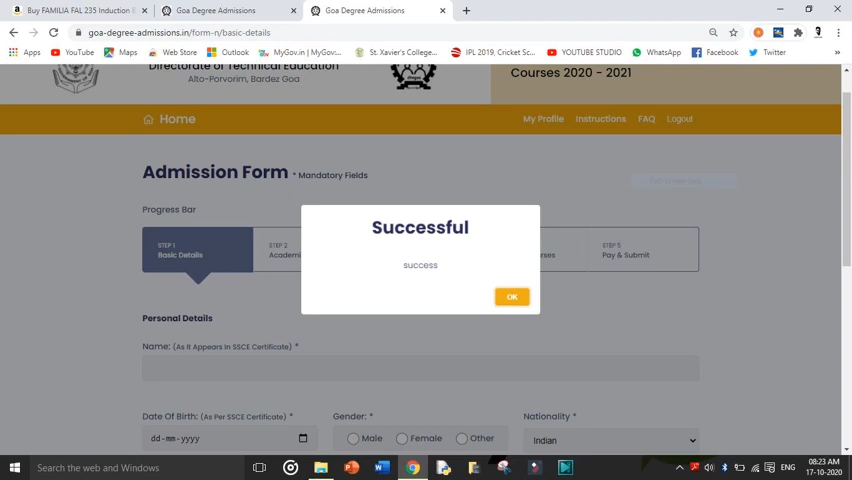 Buy FAMILIA FAL 235 Induction B
Goa Degree Admissions
Goa Degree Admissions
goa-degree-admissions.in/form-n/basic-details
Apps
YouTube
Maps
Web Store
Outlook
MyGov.in | MyGov:...
St. Xavier's College...
IPL 2019, Cricket Sc...
YOUTUBE STUDIO
WhatsApp
Facebook
Twitter
»
Directorate of Technical Education
Alto-Porvorim, Bardez Goa
Courses 2020 - 2021
Home
My Profile
Instructions
FAQ
Logout
Admission Form * Mandatory Fields
Progress Bar
STEP 1
Basic Details
STEP 2
Academi
STEP 5
Pay & Submit
Successful
success
OK
Personal Details
Name: (As It Appears In SSCE Certificate) *
Date Of Birth: (As Per SSCE Certificate) *
dd-mm-yyyy
Gender: *
Male
Female
Other
Nationality *
Indian
Search the web and Windows
ENG
08:23 AM
17-10-2020